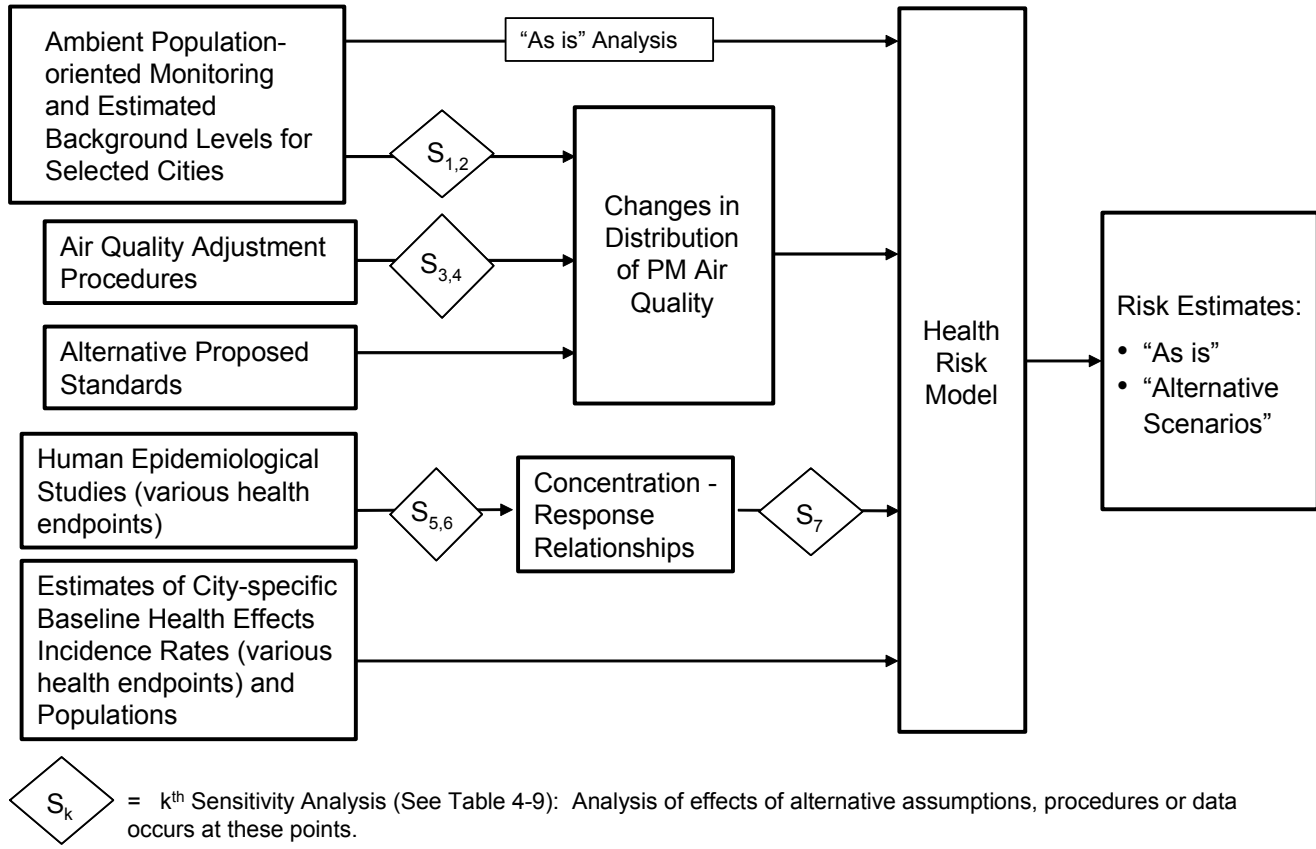 Ambient Population-
oriented Monitoring
and Estimated
Background Levels for
Selected Cities
“As is” Analysis
S1,2
Air Quality Adjustment
Procedures
S3,4
Alternative Proposed
Standards
Changes in
Distribution
of PM Air
Quality
Human Epidemiological
Studies (various health
endpoints)
S5,6
Concentration -
Response
Relationships
S7
Estimates of City-specific
Baseline Health Effects
Incidence Rates (various
health endpoints) and
Populations
Health
Risk
Model
Risk Estimates:
• “As is”
• “Alternative
Scenarios”
Sk
= kth Sensitivity Analysis (See Table 4-9): Analysis of effects of alternative assumptions, procedures or data
occurs at these points.